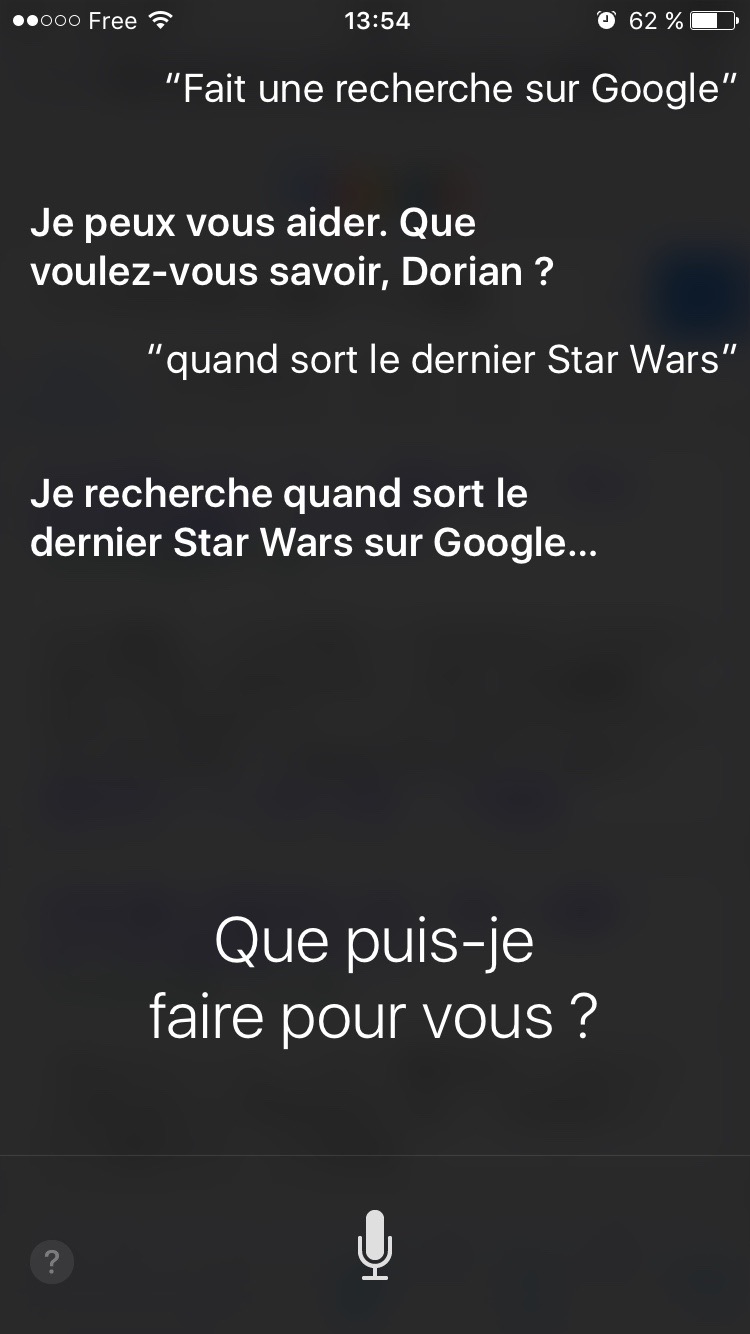 Free 13:54 62 %
“Fait une recherche sur Google”
Je peux vous aider. Que
voulez-vous savoir, Dorian ?
“quand sort le dernier Star Wars”
Je recherche quand sort le
dernier Star Wars sur Google...
Que puis-je
faire pour vous ?
?